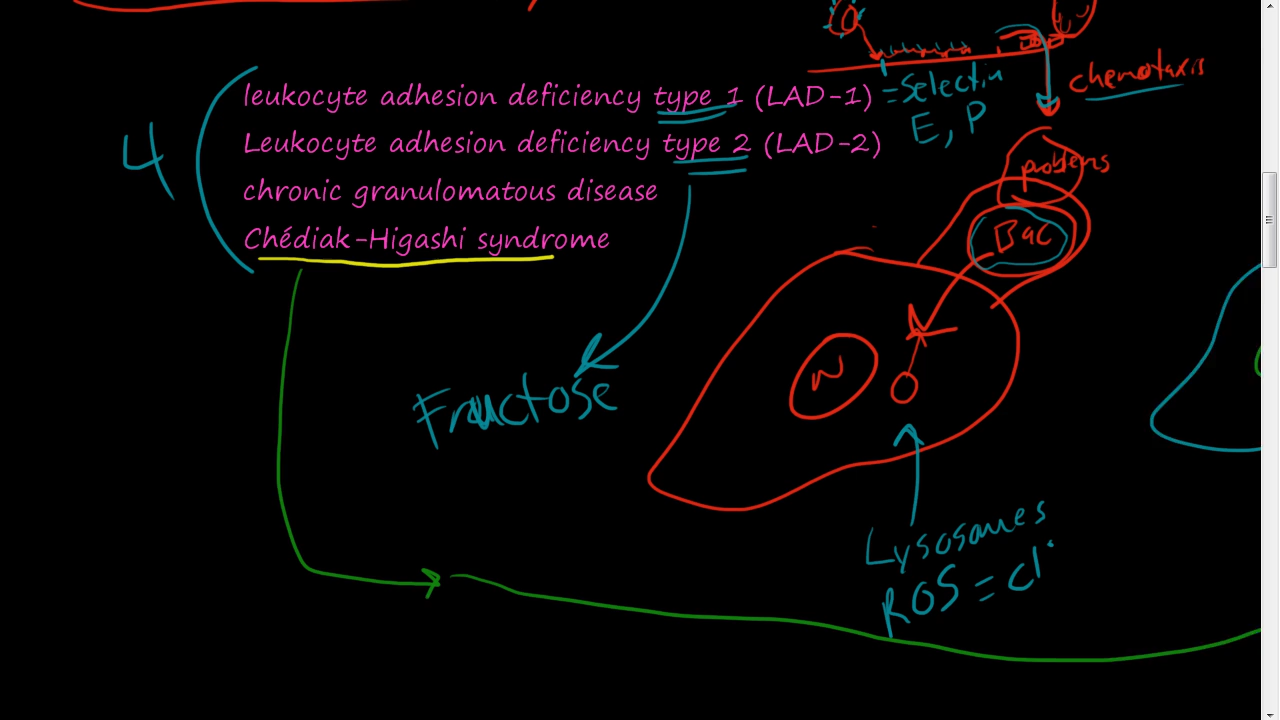 leukocyte adhesion deficiency type 1 (LAD-1)
=Selectin
E, P
chemotaxis
Leukocyte adhesion deficiency type 2 (LAD-2)
4
chronic granulomatous disease
problems
Chédiak-Higashi syndrome
Bac
N
Fructose
Lysosomes
ROS = cl